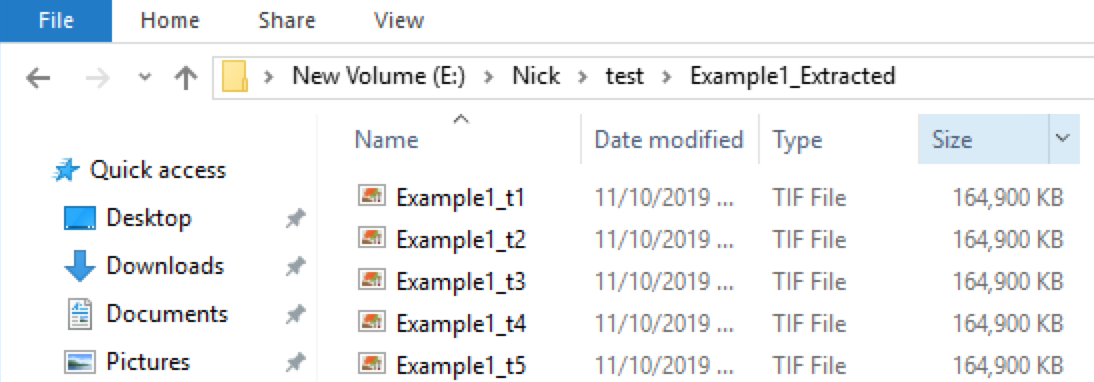 File Home Share View
New Volume (E:) Nick test Example1_Extracted
Name Date modified Type Size
Quick access
Desktop
Downloads
Documents
Pictures
Example1_t1 11/10/2019 ... TIF File 164,900 KB
Example1_t2 11/10/2019 ... TIF File 164,900 KB
Example1_t3 11/10/2019 ... TIF File 164,900 KB
Example1_t4 11/10/2019 ... TIF File 164,900 KB
Example1_t5 11/10/2019 ... TIF File 164,900 KB